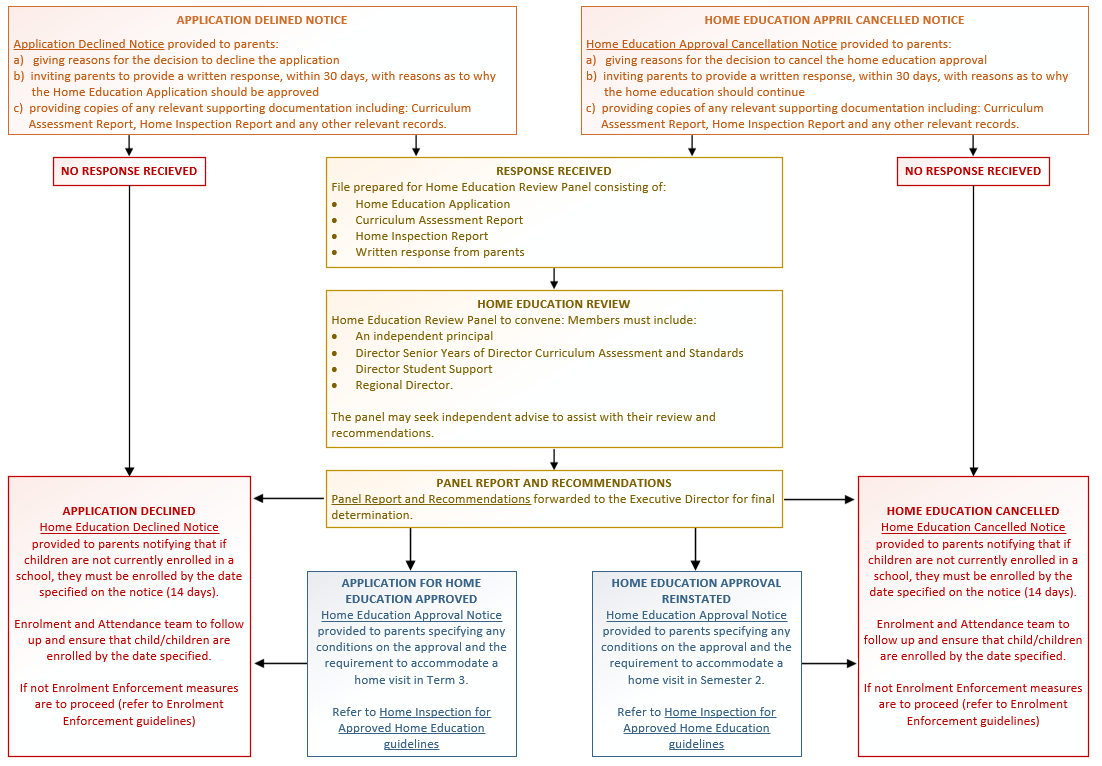 APPLICATION DELINED NOTICE
Application Declined Notice provided to parents:
a) giving reasons for the decision to decline the application
b) inviting parents to provide a written response, within 30 days, with reasons as to why
the Home Education Application should be approved
c) providing copies of any relevant supporting documentation including: Curriculum
Assessment Report, Home Inspection Report and any other relevant records.
HOME EDUCATION APPRIL CANCELLED NOTICE
Home Education Approval Cancellation Notice provided to parents:
a) giving reasons for the decision to cancel the home education approval
b) inviting parents to provide a written response, within 30 days, with reasons as to why
the home education should continue
c) providing copies of any relevant supporting documentation including: Curriculum
Assessment Report, Home Inspection Report and any other relevant records.
NO RESPONSE RECIEVED
RESPONSE RECEIVED
File prepared for Home Education Review Panel consisting of:
• Home Education Application
• Curriculum Assessment Report
• Home Inspection Report
• Written response from parents
NO RESPONSE RECIEVED
HOME EDUCATION REVIEW
Home Education Review Panel to convene: Members must include:
• An independent principal
• Director Senior Years of Director Curriculum Assessment and Standards
• Director Student Support
• Regional Director.
The panel may seek independent advise to assist with their review and
recommendations.
PANEL REPORT AND RECOMMENDATIONS
Panel Report and Recommendations forwarded to the Executive Director for final
determination.
APPLICATION DECLINED
Home Education Declined Notice
provided to parents notifying that if
children are not currently enrolled in a
school, they must be enrolled by the date
specified on the notice (14 days).
Enrolment and Attendance team to follow
up and ensure that child/children are
enrolled by the date specified.
If not Enrolment Enforcement measures
are to proceed (refer to Enrolment
Enforcement guidelines)
APPLICATION FOR HOME
EDUCATION APPROVED
Home Education Approval Notice
provided to parents specifying any
conditions on the approval and the
requirement to accommodate a
home visit in Term 3.
Refer to Home Inspection for
Approved Home Education
guidelines
HOME EDUCATION APPROVAL
REINSTATED
Home Education Approval Notice
provided to parents specifying any
conditions on the approval and the
requirement to accommodate a
home visit in Semester 2.
Refer to Home Inspection for
Approved Home Education
guidelines
HOME EDUCATION CANCELLED
Home Education Cancelled Notice
provided to parents notifying that if
children are not currently enrolled in a
school, they must be enrolled by the
date specified on the notice (14 days).
Enrolment and Attendance team to
follow up and ensure that child/children
are enrolled by the date specified.
If not Enrolment Enforcement measures
are to proceed (refer to Enrolment
Enforcement guidelines)